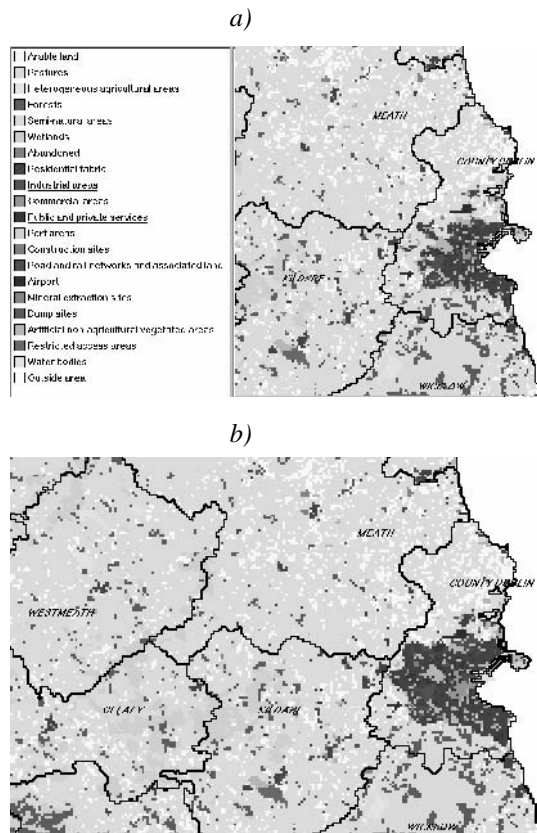 a)
Arable land
Pastures
Heterogeneous agricultural areas
Forests
Semi-natural areas
Wetlands
Abandoned
Residential fabric
Industrial areas
Commercial areas
Public and private services
Port areas
Construction sites
Road and rail networks and associated land
Airport
Mineral extraction sites
Dump sites
Artificial non-agricultural vegetated areas
Restricted access areas
Water bodies
Outside area
MEATH
COUNTY DUBLIN
KILDARE
WICKLOW
b)
MEATH
COUNTY DUBLIN
WESTMEATH
OFFALY
KILDARE
WICKLOW